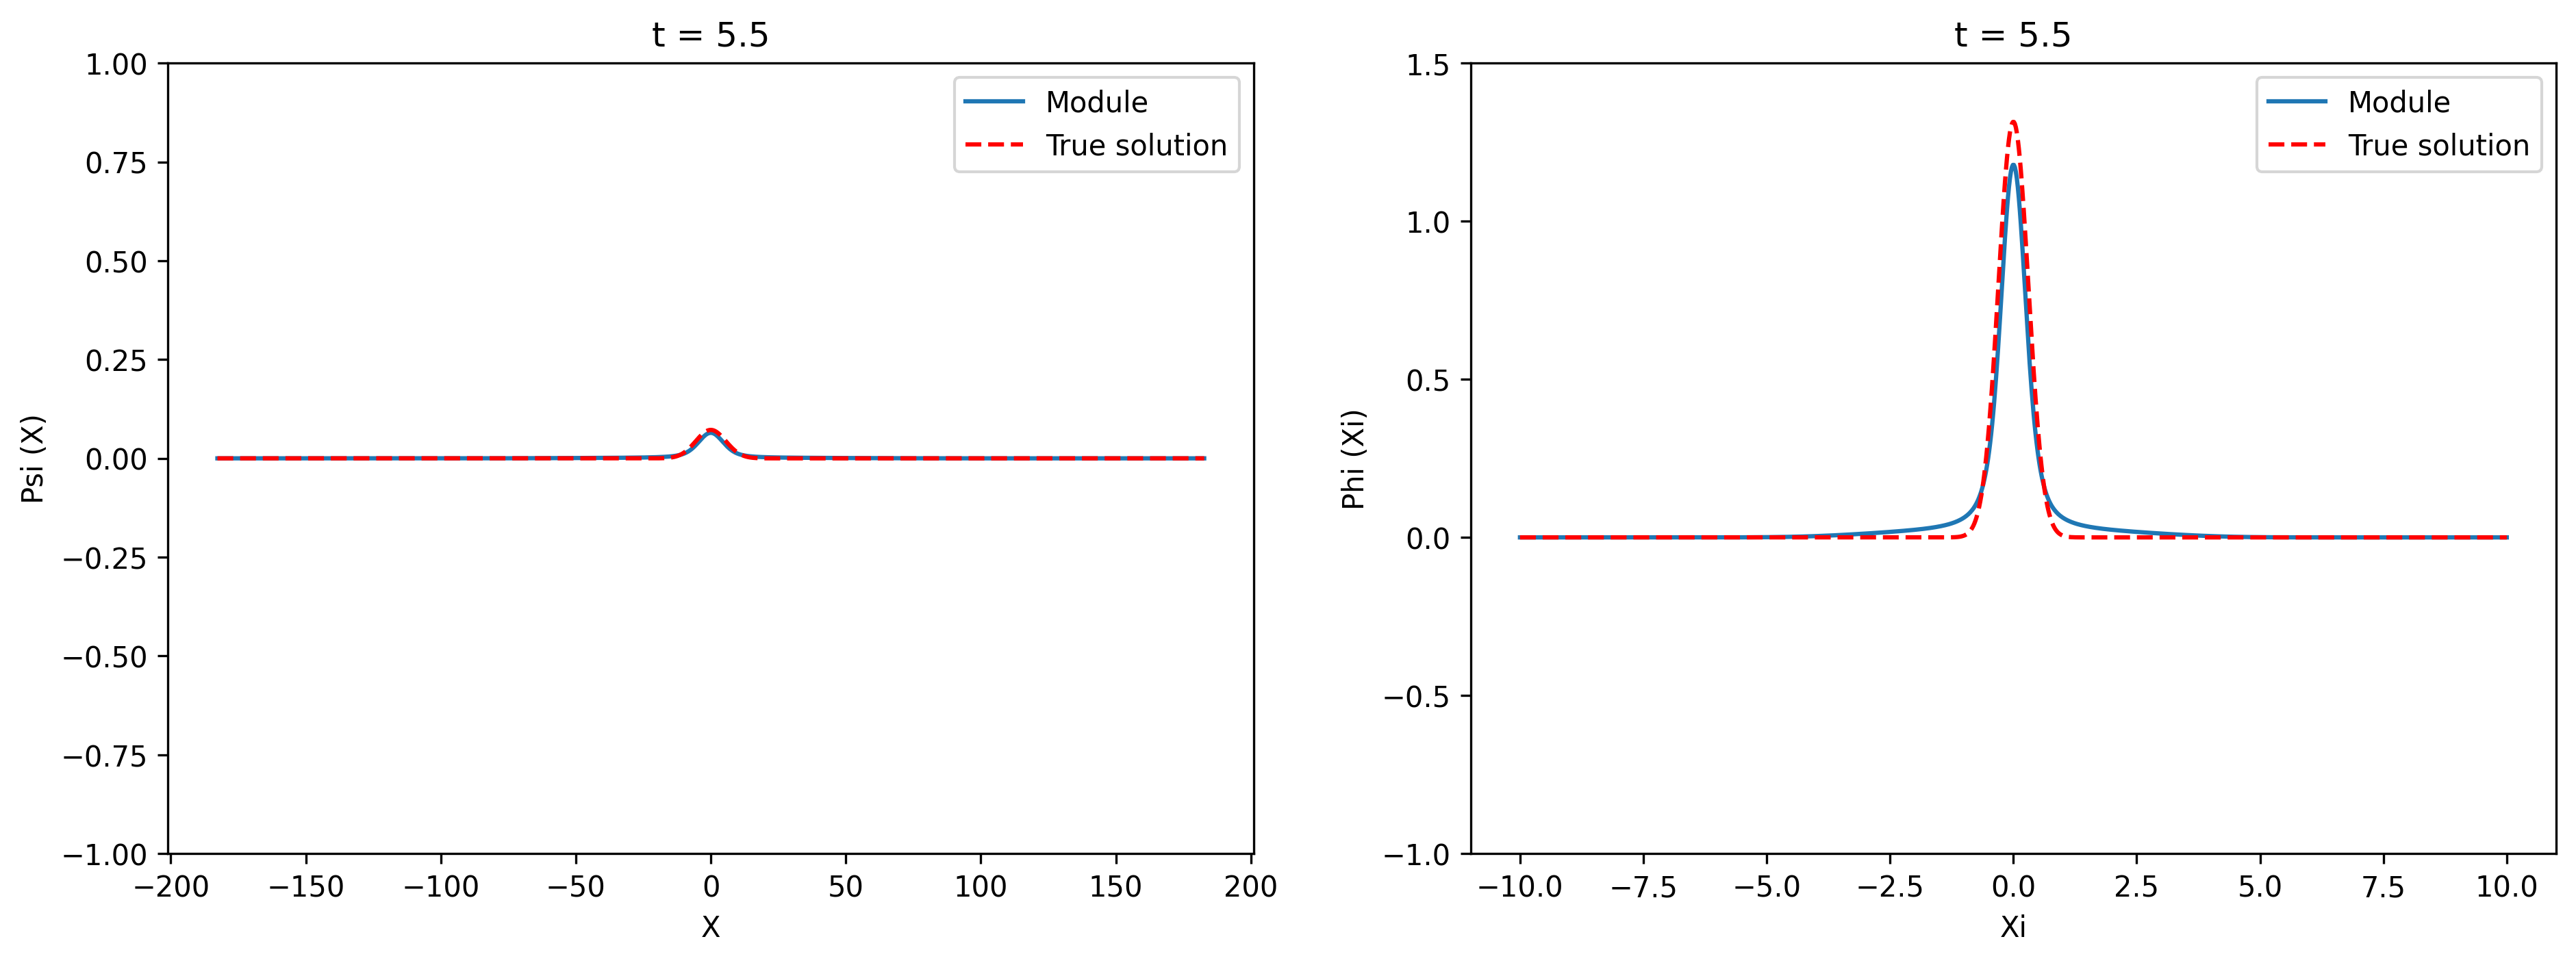 t = 5.5
Module
True solution
1.00
0.75
0.50
0.25
0.00
−0.25
−0.50
−0.75
−1.00
Psi (X)
−200 −150 −100 −50 0 50 100 150 200
X
t = 5.5
Module
True solution
1.5
1.0
0.5
0.0
−0.5
−1.0
Phi (Xi)
−10.0 −7.5 −5.0 −2.5 0.0 2.5 5.0 7.5 10.0
Xi